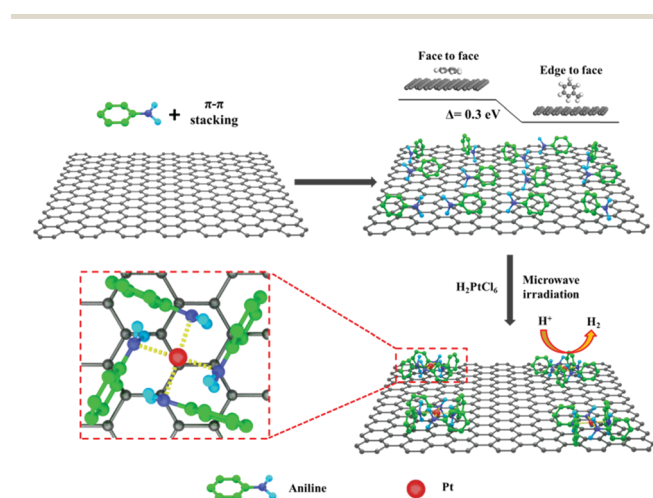 Face to face
Edge to face
π-π
+ stacking
Δ= 0.3 eV
H₂PtCl₆
Microwave
irradiation
H⁺
H₂
Aniline
Pt